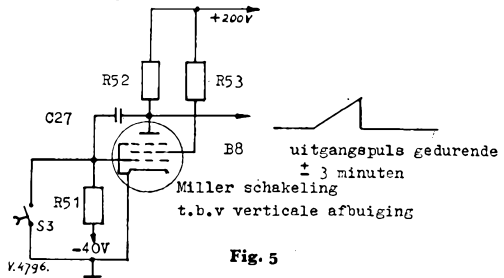 +200V
R52
R53
C27
B8
uitgangspuls gedurende
± 3 minuten
Miller schakeling
t.b.v verticale afbuiging
R51
S3
-40V
V.4796.
Fig. 5